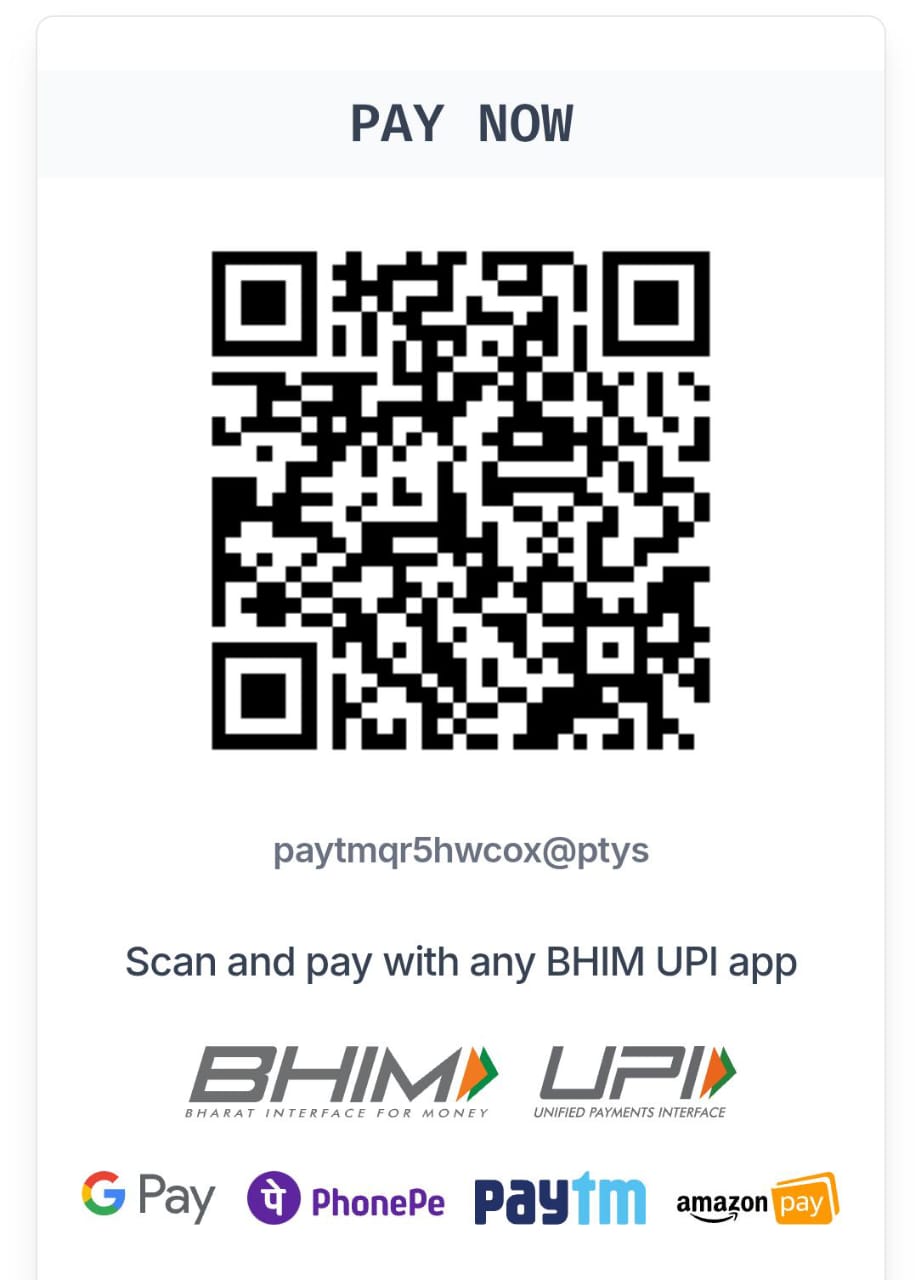 PAY NOW
paytmqr5hwcox@ptys
Scan and pay with any BHIM UPI app
BHIM UPI
BHARAT INTERFACE FOR MONEY UNIFIED PAYMENTS INTERFACE
G Pay पे PhonePe paytm amazon pay